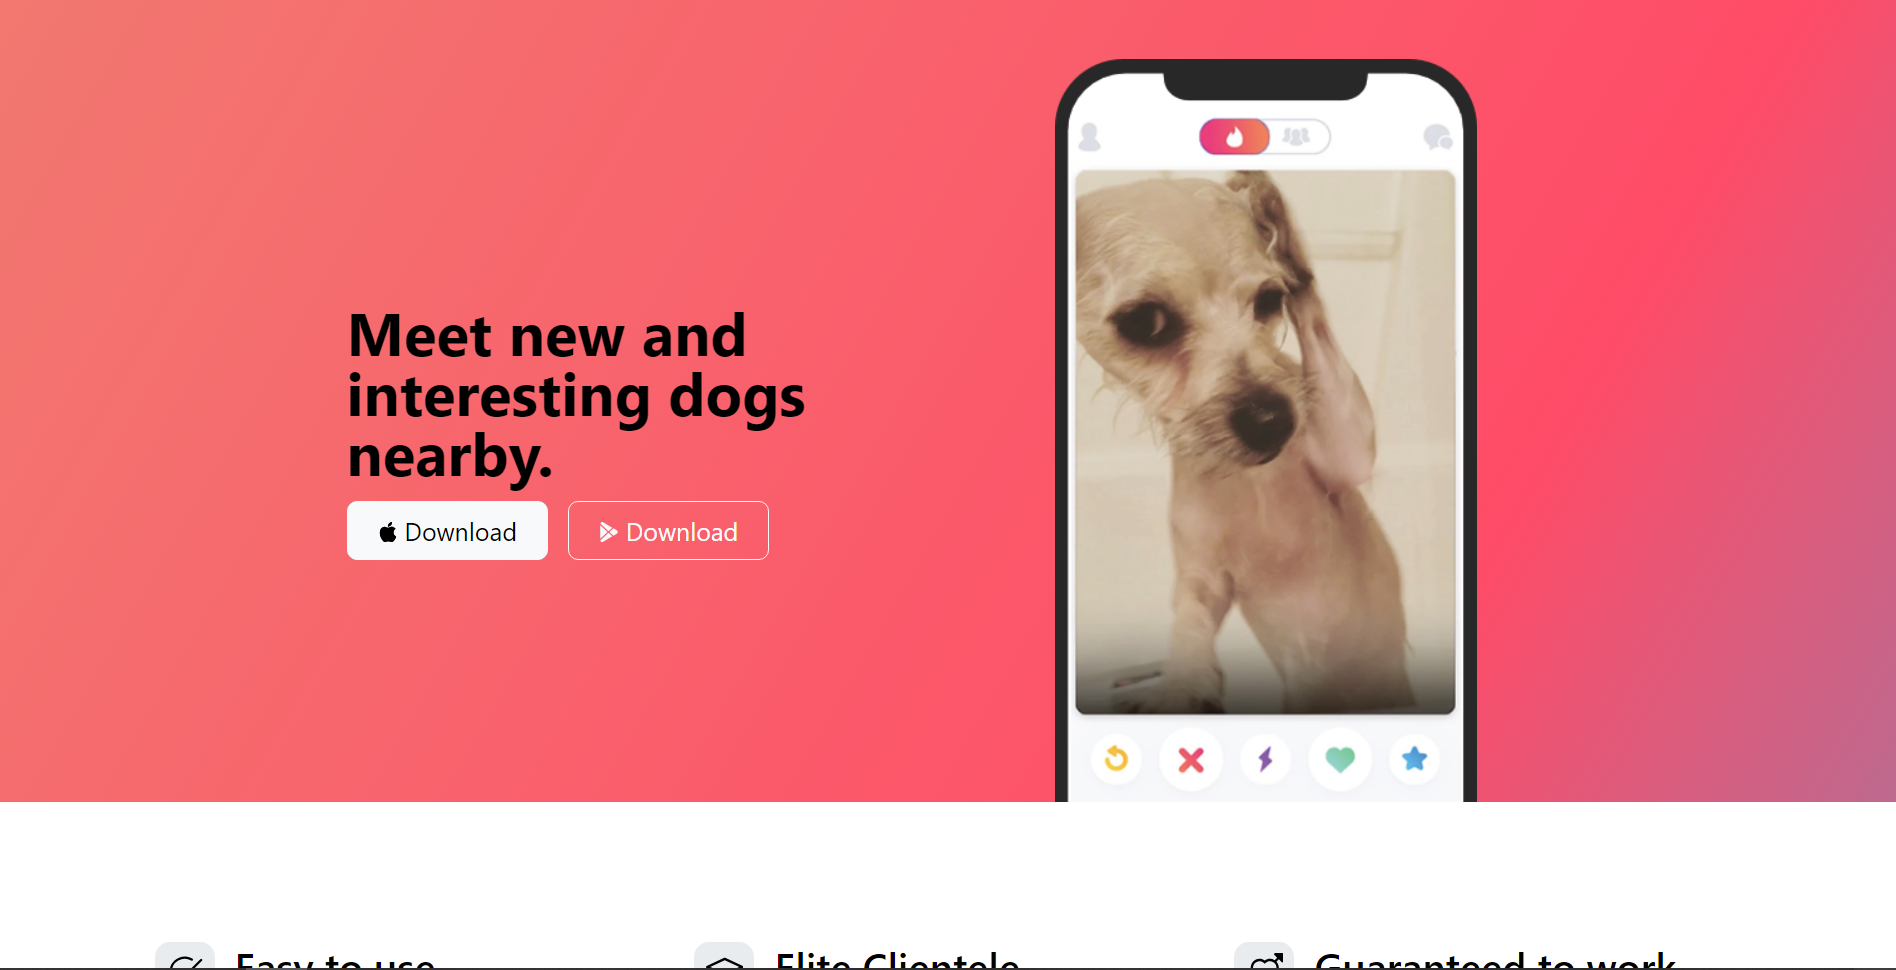 Meet new and
interesting dogs
nearby.
Download
Download
Easy to use
Elite Clientele
Guaranteed to work